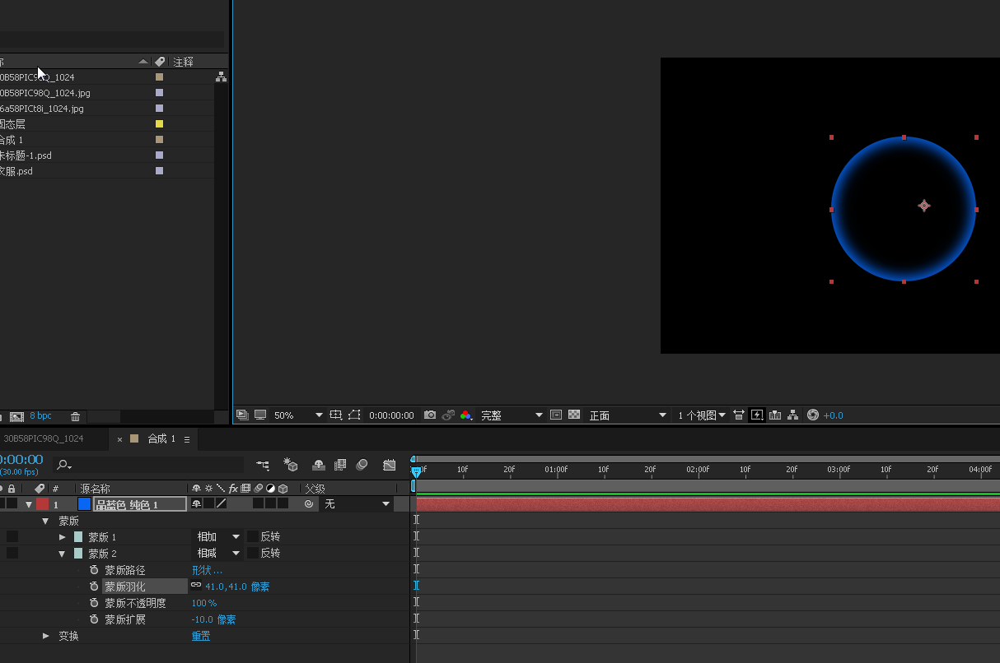 注释
0B58PIC98Q_1024
0B58PIC98Q_1024.jpg
6a58PICt8i_1024.jpg
固态层
合成 1
未标题-1.psd
衣服.psd
8 bpc
50%
0:00:00:00
完整
正面
1 个视图
+0.0
30B58PIC98Q_1024
× 合成 1
0:00:00
(30.00 fps)
10F 20F 01:00F 10F 20F 02:00F 10F 20F 03:00F 10F 20F 04:00F
# 源名称 fx 父级
1 品蓝色 纯色 1 无
蒙版
蒙版 1 相加 反转
蒙版 2 相减 反转
蒙版路径 形状...
蒙版羽化 41.0,41.0 像素
蒙版不透明度 100%
蒙版扩展 -10.0 像素
变换 重置